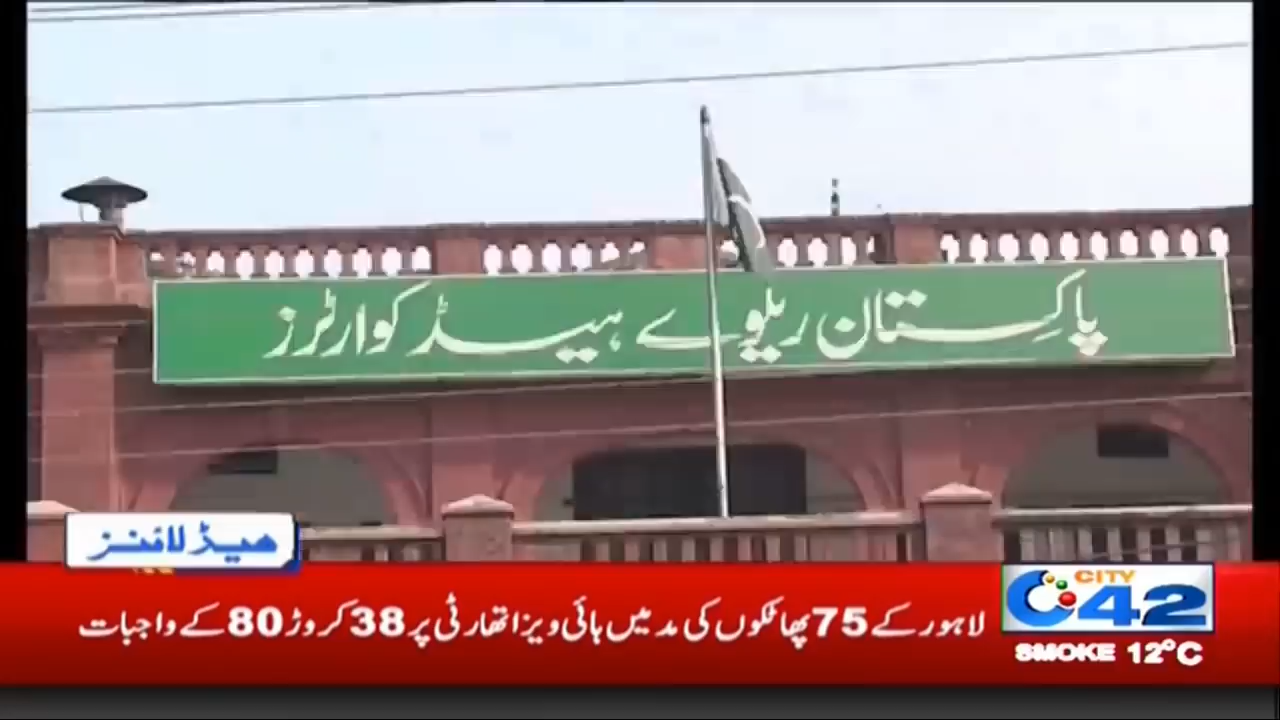 پاکستان ریلوے ہیڈ کوارٹرز
ھیڈ لائنز
لاہور کے 75 پھاٹکوں کی مد میں ہائی ویز اتھارٹی پر 38 کروڑ 80 کے واجبات
CITY
42
SMOKE 12°C